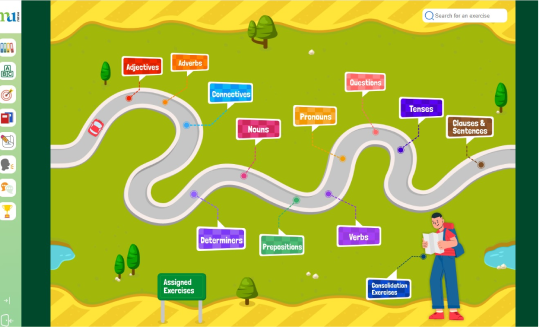 Search for an exercise
Adjectives
Adverbs
Connectives
Questions
Tenses
Pronouns
Clauses &
Sentences
Nouns
Determiners
Prepositions
Verbs
Assigned
Exercises
Consolidation
Exercises